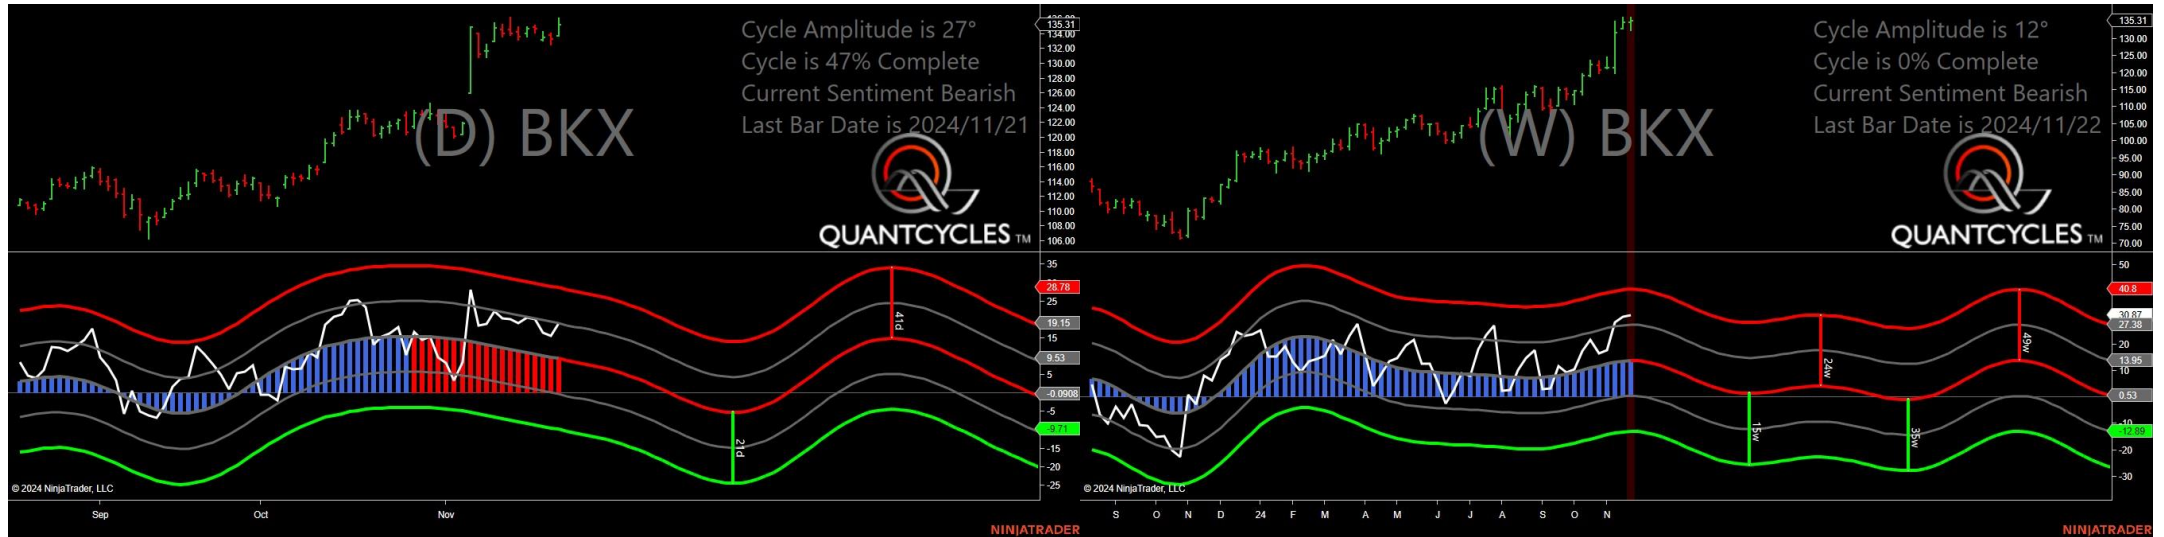 Cycle Amplitude is 27°
Cycle is 47% Complete
Current Sentiment Bearish
Last Bar Date is 2024/11/21
(D) BKX
QUANTCYCLES TM
135.31
134.00
132.00
130.00
128.00
126.00
124.00
122.00
120.00
118.00
116.00
114.00
112.00
110.00
108.00
106.00
35
28.78
25
19.15
15
9.53
5
-0.0908
-5
-9.71
-15
-20
-25
41d
21d
© 2024 NinjaTrader, LLC
Sep Oct Nov
NINJATRADER
Cycle Amplitude is 12°
Cycle is 0% Complete
Current Sentiment Bearish
Last Bar Date is 2024/11/22
(W) BKX
QUANTCYCLES TM
135.31
130.00
125.00
120.00
115.00
110.00
105.00
100.00
95.00
90.00
85.00
80.00
75.00
70.00
50
40.8
30.87
27.38
20
13.95
10
0.53
-10
-12.89
-20
-30
24w
49w
15w
35w
© 2024 NinjaTrader, LLC
S O N D 24 F M A M J J A S O N
NINJATRADER